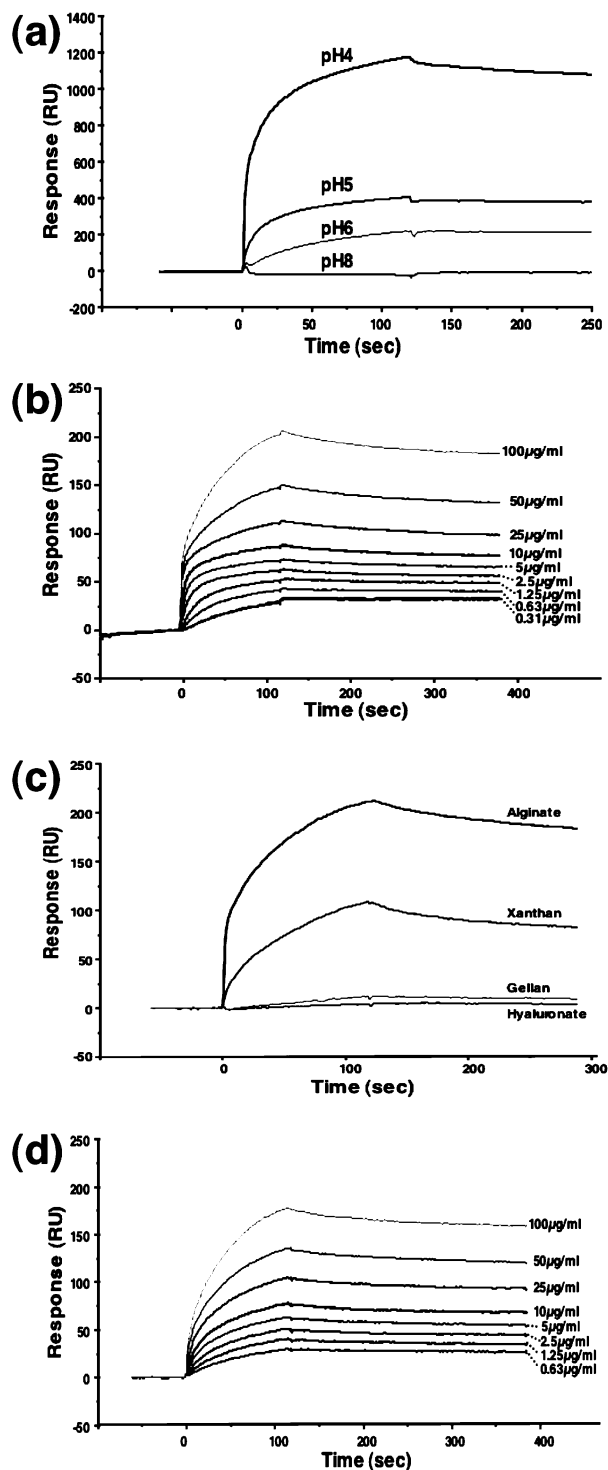 (a)
1400
1200
1000
800
600
400
200
0
-200
Response (RU)
pH4
pH5
pH6
pH8
0
50
100
150
200
250
Time (sec)
(b)
250
200
150
100
50
0
-50
Response (RU)
100µg/ml
50µg/ml
25µg/ml
10µg/ml
5µg/ml
2.5µg/ml
1.25µg/ml
0.63µg/ml
0.31µg/ml
0
100
200
300
400
Time (sec)
(c)
250
200
150
100
50
0
-50
Response (RU)
Alginate
Xanthan
Gellan
Hyaluronate
0
100
200
300
Time (sec)
(d)
250
200
150
100
50
0
-50
Response (RU)
100µg/ml
50µg/ml
25µg/ml
10µg/ml
5µg/ml
2.5µg/ml
1.25µg/ml
0.63µg/ml
0
100
200
300
400
Time (sec)